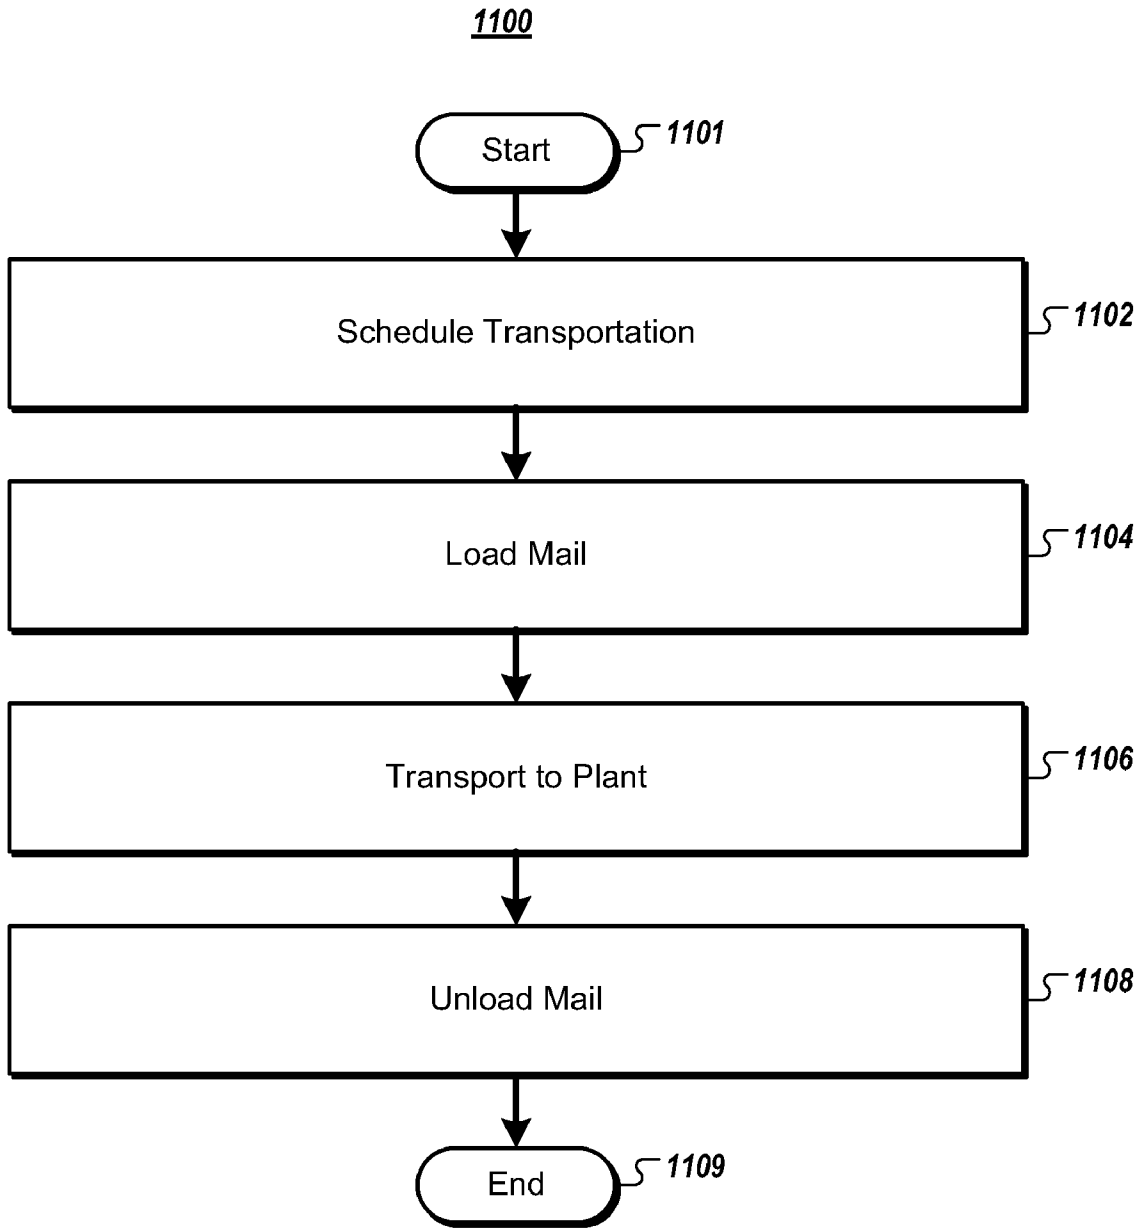 1100
Start
1101
Schedule Transportation
1102
Load Mail
1104
Transport to Plant
1106
Unload Mail
1108
End
1109